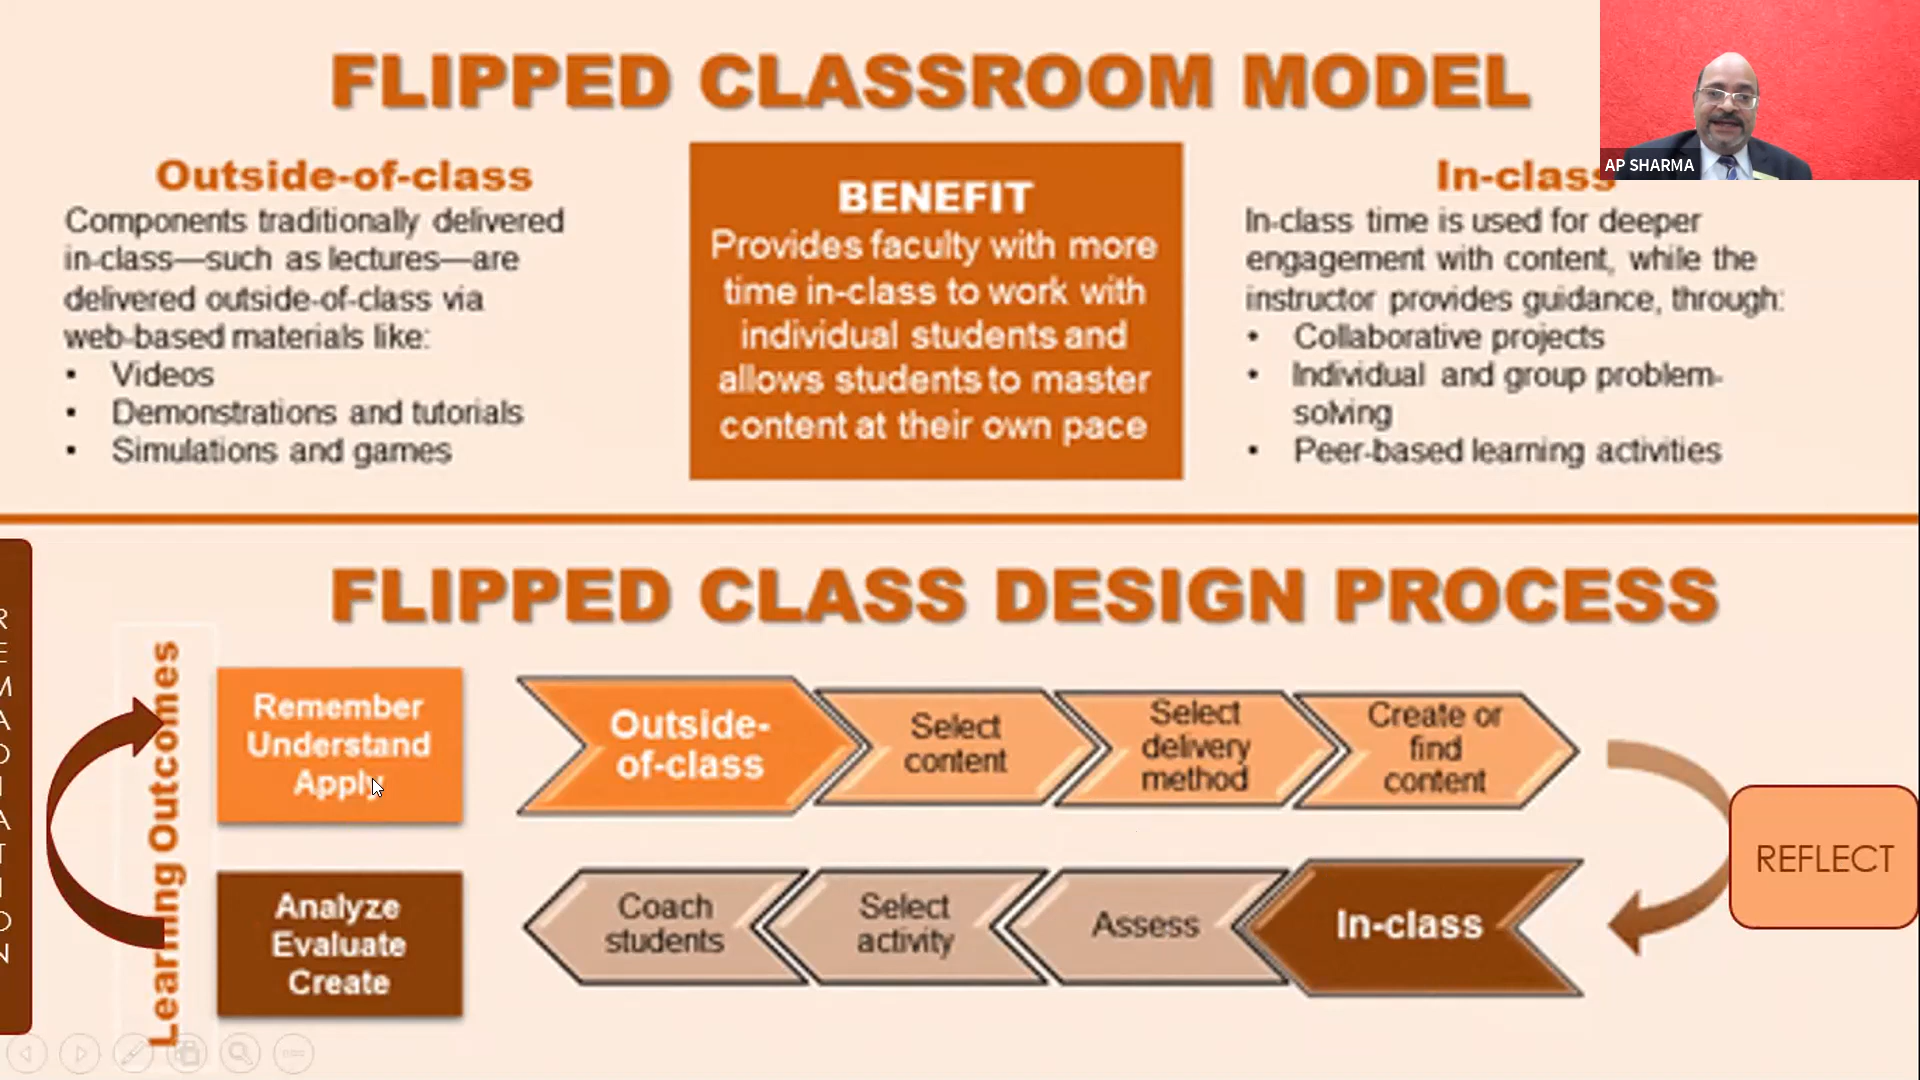 FLIPPED CLASSROOM MODEL
AP SHARMA
Outside-of-class
Components traditionally delivered
in-class—such as lectures—are
delivered outside-of-class via
web-based materials like:
• Videos
• Demonstrations and tutorials
• Simulations and games
BENEFIT
Provides faculty with more
time in-class to work with
individual students and
allows students to master
content at their own pace
In-class
In-class time is used for deeper
engagement with content, while the
instructor provides guidance, through:
• Collaborative projects
• Individual and group problem-
solving
• Peer-based learning activities
FLIPPED CLASS DESIGN PROCESS
R
E
M
A
D
I
A
T
I
O
N
Learning Outcomes
Remember
Understand
Apply
Outside-
of-class
Select
content
Select
delivery
method
Create or
find
content
REFLECT
Analyze
Evaluate
Create
Coach
students
Select
activity
Assess
In-class